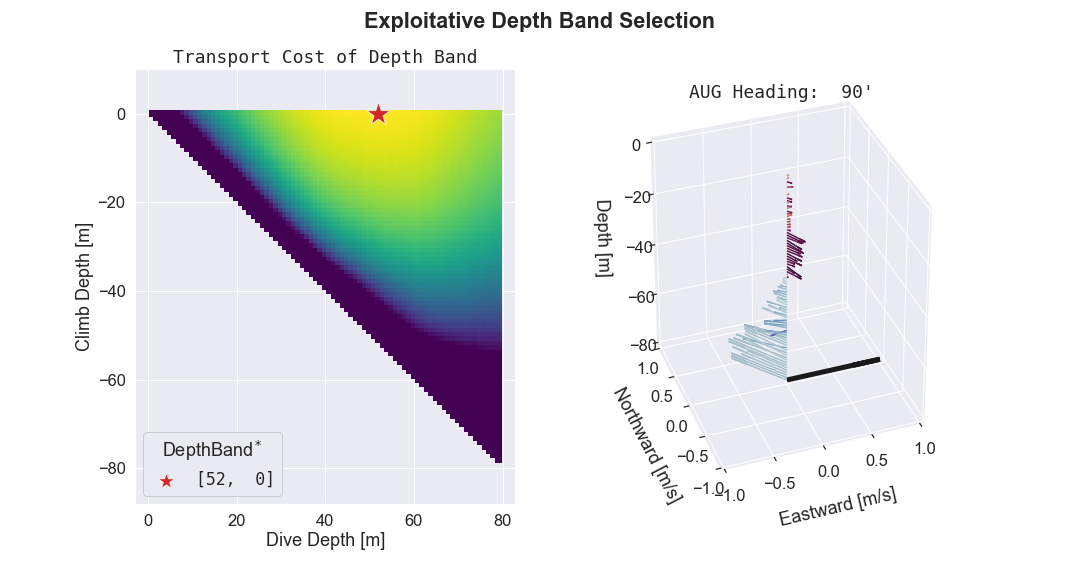 Exploitative Depth Band Selection
Transport Cost of Depth Band
0
−20
−40
−60
−80
Climb Depth [m]
0
20
40
60
80
Dive Depth [m]
DepthBand*
[52,  0]
AUG Heading:  90'
0
−20
−40
−60
−80
Depth [m]
1.0
0.5
0.0
−0.5
−1.0
Northward [m/s]
−1.0
−0.5
0.0
0.5
1.0
Eastward [m/s]